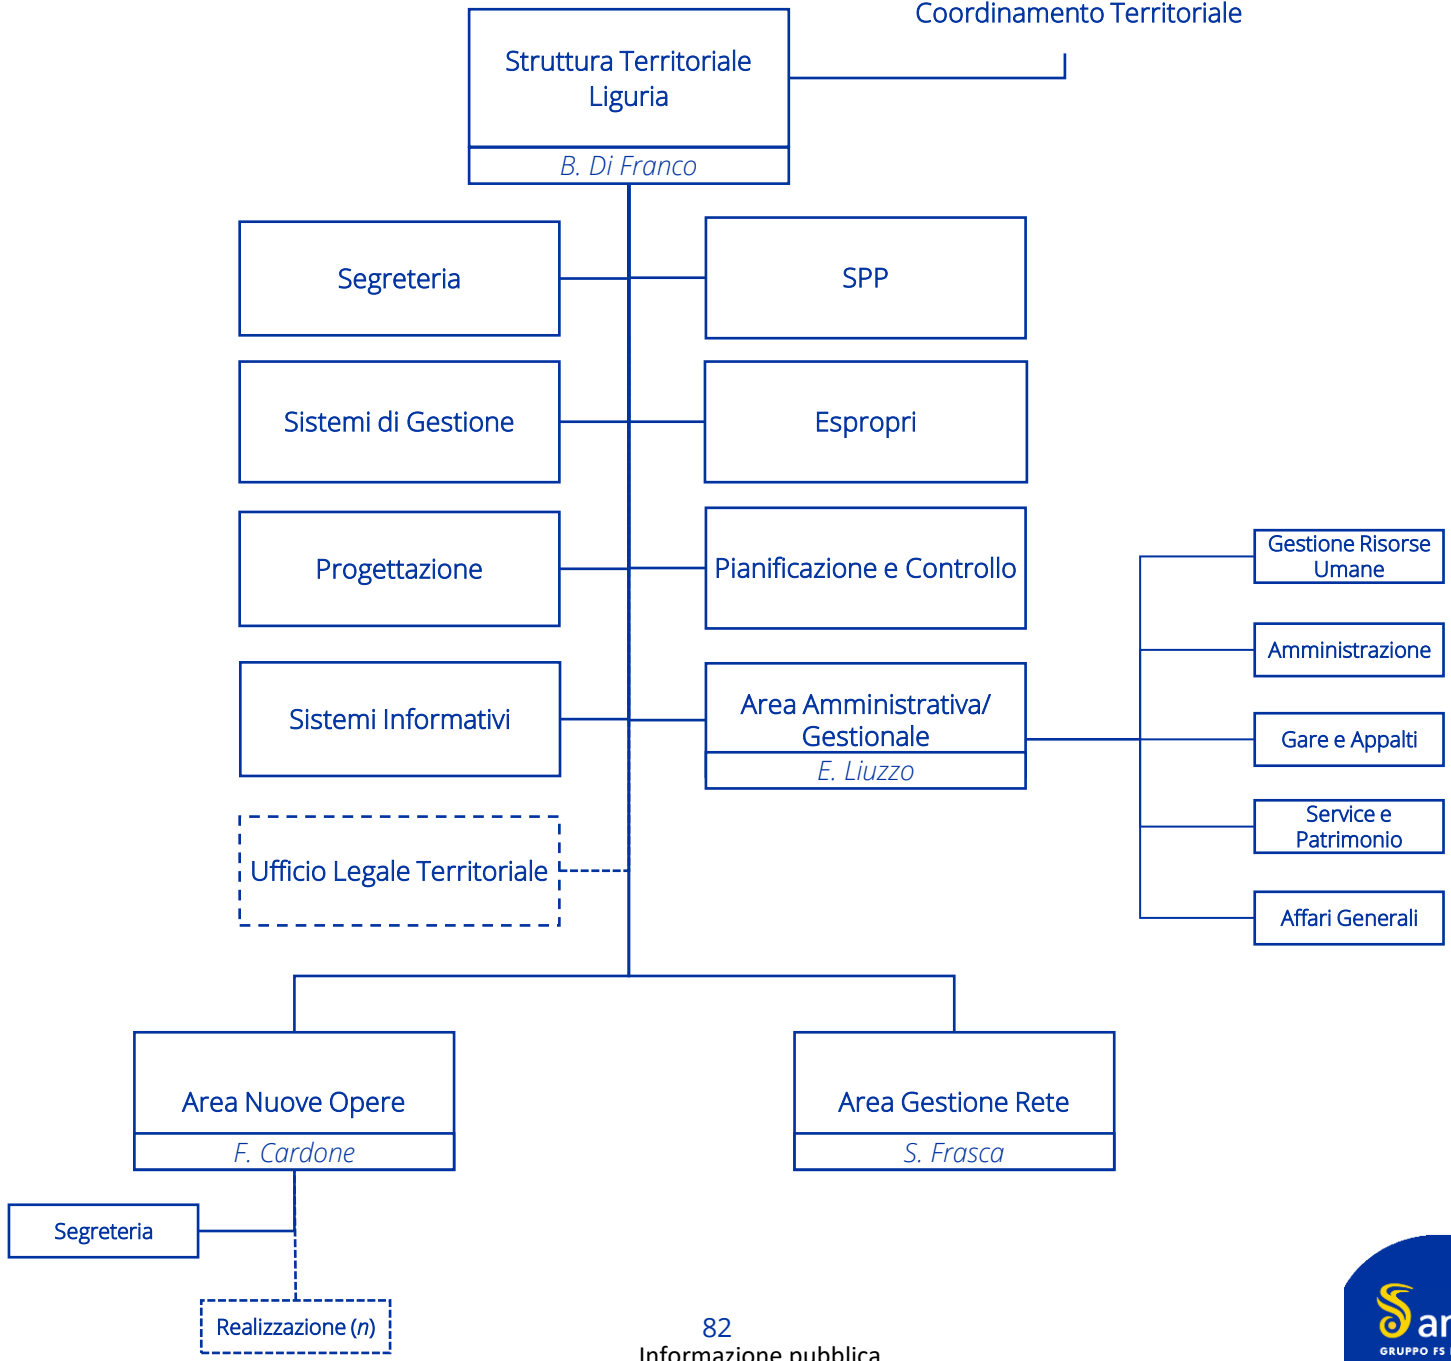 Coordinamento Territoriale
Struttura Territoriale
Liguria
B. Di Franco
Segreteria
SPP
Sistemi di Gestione
Espropri
Progettazione
Pianificazione e Controllo
Sistemi Informativi
Area Amministrativa/
Gestionale
E. Liuzzo
Gestione Risorse
Umane
Amministrazione
Gare e Appalti
Service e
Patrimonio
Affari Generali
Ufficio Legale Territoriale
Area Nuove Opere
F. Cardone
Area Gestione Rete
S. Frasca
Segreteria
Realizzazione (n)
82
Informazione pubblica
GRUPPO FS